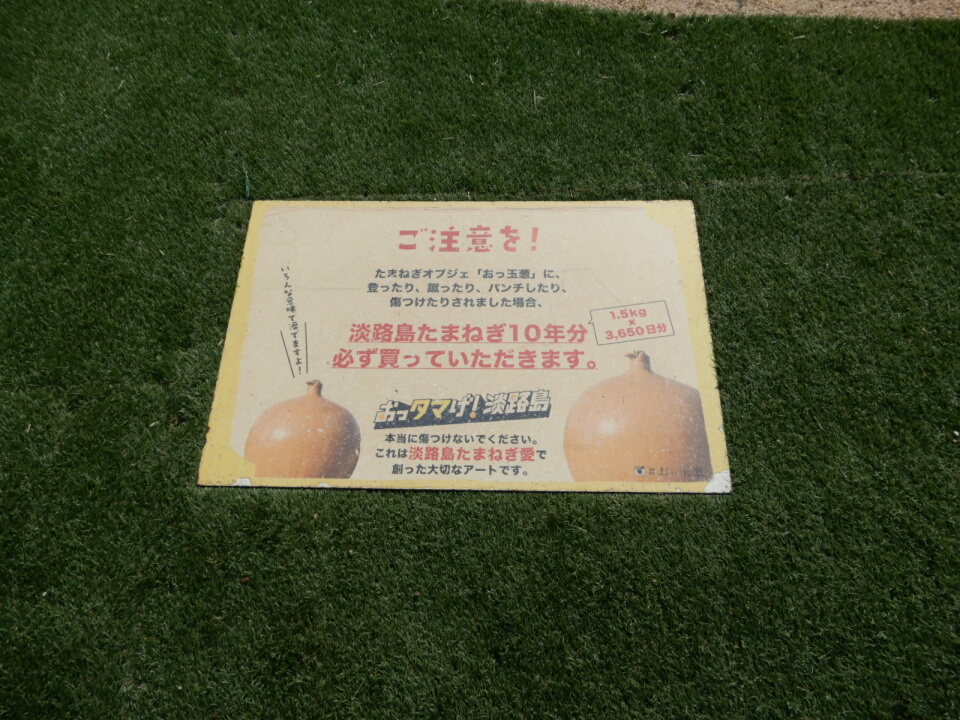 ご注意を!
たまねぎオブジェ「おっ玉葱」に、
登ったり、蹴ったり、パンチしたり、
傷つけたりされました場合、
淡路島たまねぎ10年分
必ず買っていただきます。
1.5kg
×
3,650日分
いろんな意味で涙でますよ!
おっタマげ!淡路島
本当に傷つけないでください。
これは淡路島たまねぎ愛で
創った大切なアートです。